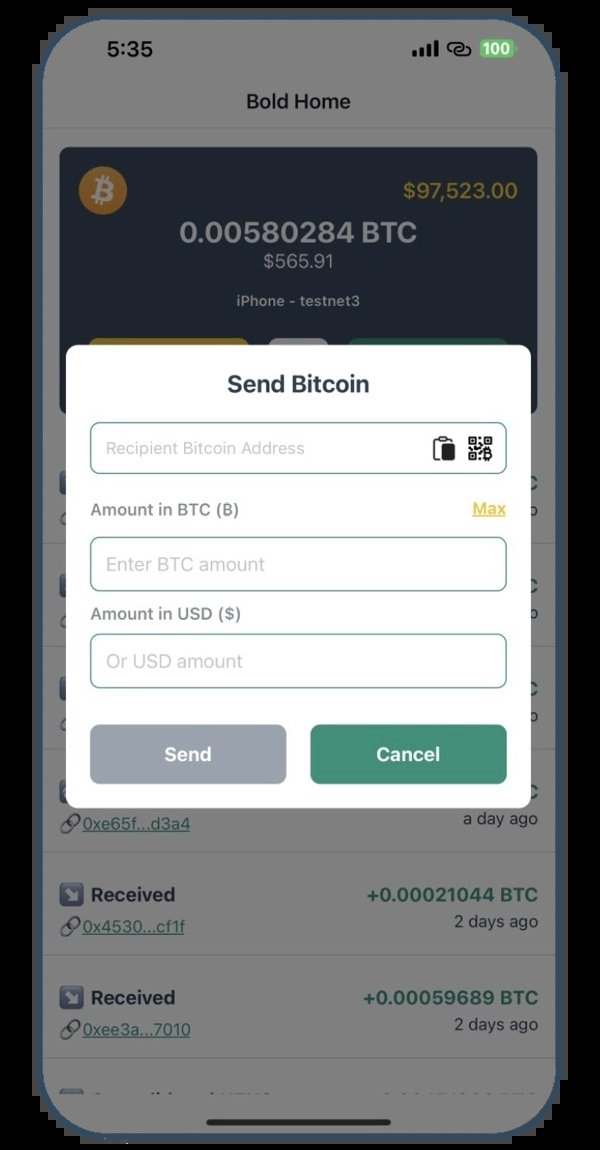 5:35
100
Bold Home
$97,523.00
0.00580284 BTC
$565.91
iPhone - testnet3
Send Bitcoin
Recipient Bitcoin Address
Amount in BTC (₿)
Max
Enter BTC amount
Amount in USD ($)
Or USD amount
Send
Cancel
0xe65f...d3a4
a day ago
Received
+0.00021044 BTC
0x4530...cf1f
2 days ago
Received
+0.00059689 BTC
0xee3a...7010
2 days ago